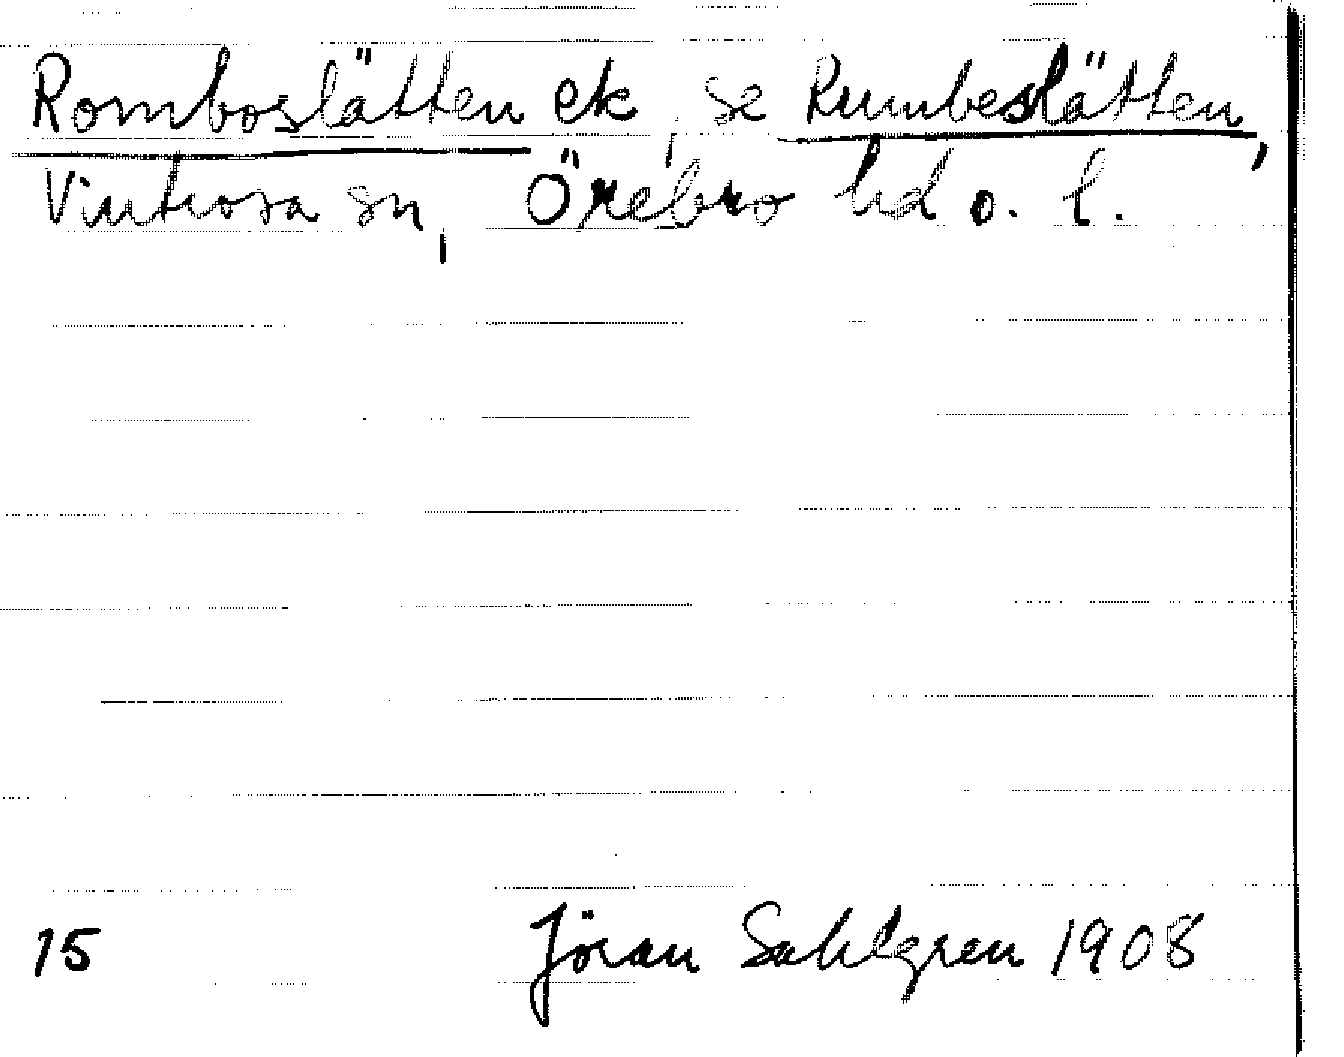 Romboslätten ek, se Rumbeslätten,
Vintrosa sn, Örebro hd o. l.
15 Jöran Sahlgren 1908